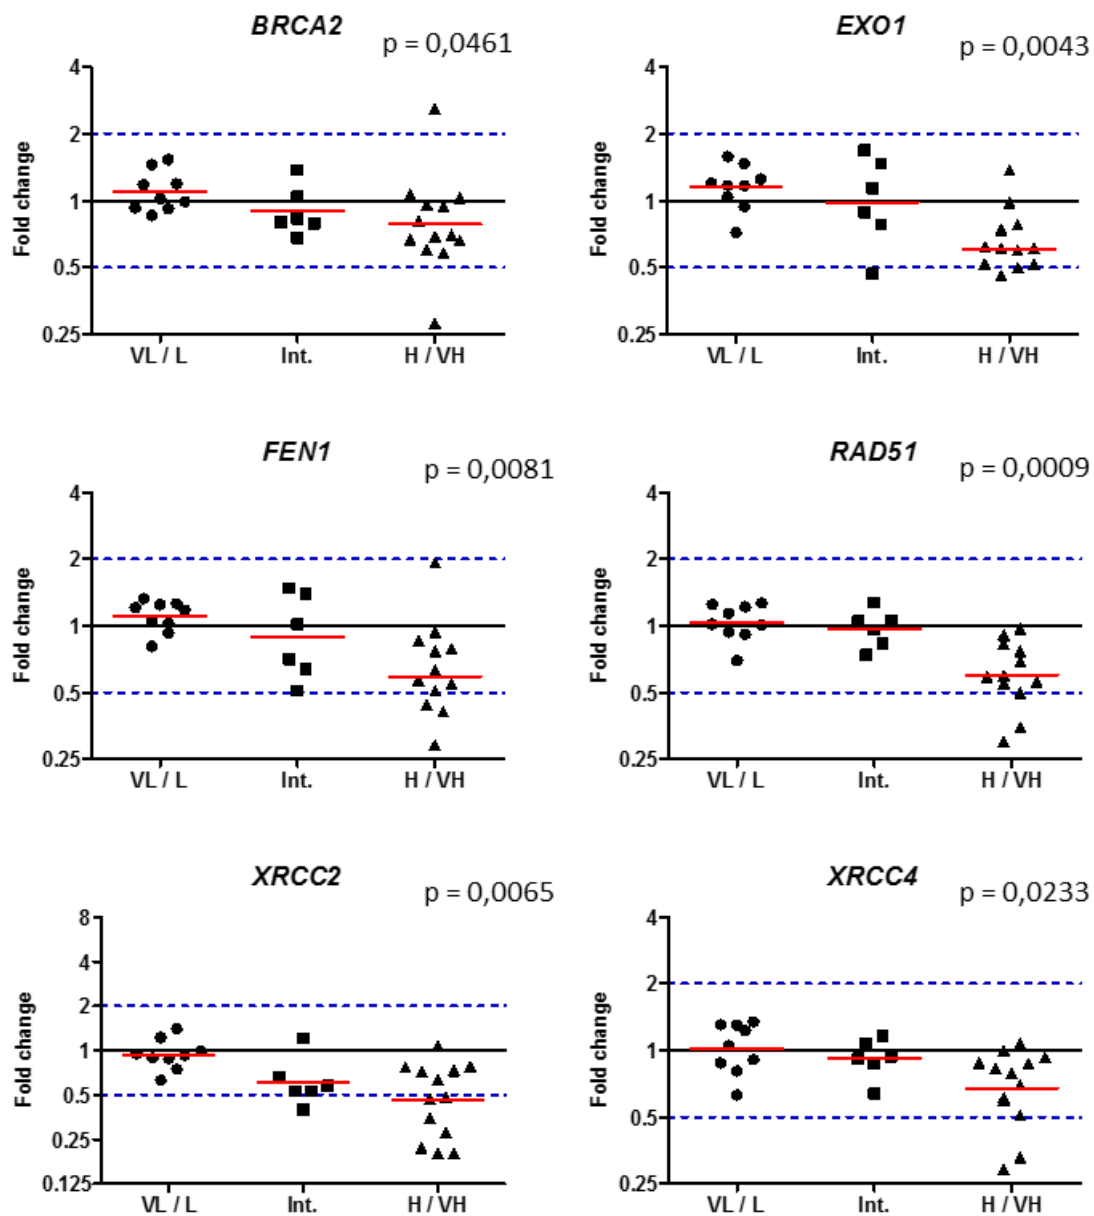 BRCA2
p = 0,0461
4
2
1
0.5
0.25
Fold change
VL / L
Int.
H / VH
EXO1
p = 0,0043
4
2
1
0.5
0.25
Fold change
VL / L
Int.
H / VH
FEN1
p = 0,0081
4
2
1
0.5
0.25
Fold change
VL / L
Int.
H / VH
RAD51
p = 0,0009
4
2
1
0.5
0.25
Fold change
VL / L
Int.
H / VH
XRCC2
p = 0,0065
8
4
2
1
0.5
0.25
0.125
Fold change
VL / L
Int.
H / VH
XRCC4
p = 0,0233
4
2
1
0.5
0.25
Fold change
VL / L
Int.
H / VH